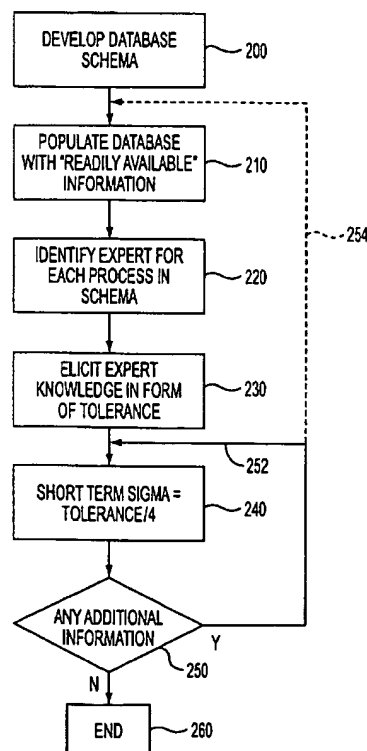 DEVELOP DATABASE
SCHEMA
200
POPULATE DATABASE
WITH "READILY AVAILABLE"
INFORMATION
210
254
IDENTIFY EXPERT FOR
EACH PROCESS IN
SCHEMA
220
ELICIT EXPERT
KNOWLEDGE IN FORM
OF TOLERANCE
230
252
SHORT TERM SIGMA =
TOLERANCE/4
240
ANY ADDITIONAL
INFORMATION
Y
250
N
END
260